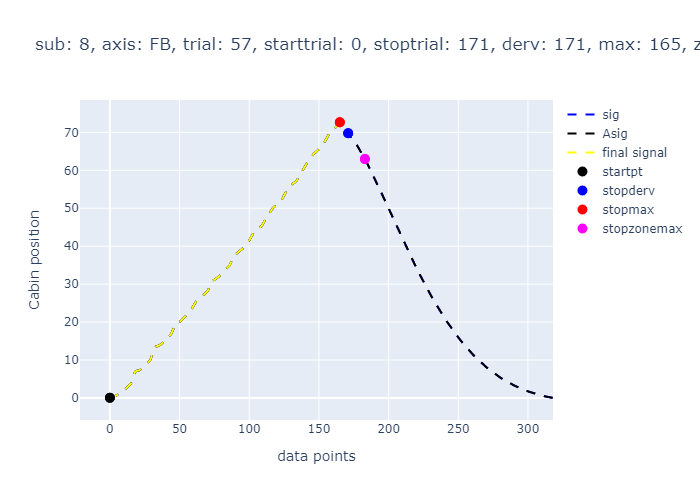 sub: 8, axis: FB, trial: 57, starttrial: 0, stoptrial: 171, derv: 171, max: 165, z
sig
Asig
final signal
startpt
stopderv
stopmax
stopzonemax
Cabin position
70
60
50
40
30
20
10
0
0 50 100 150 200 250 300
data points